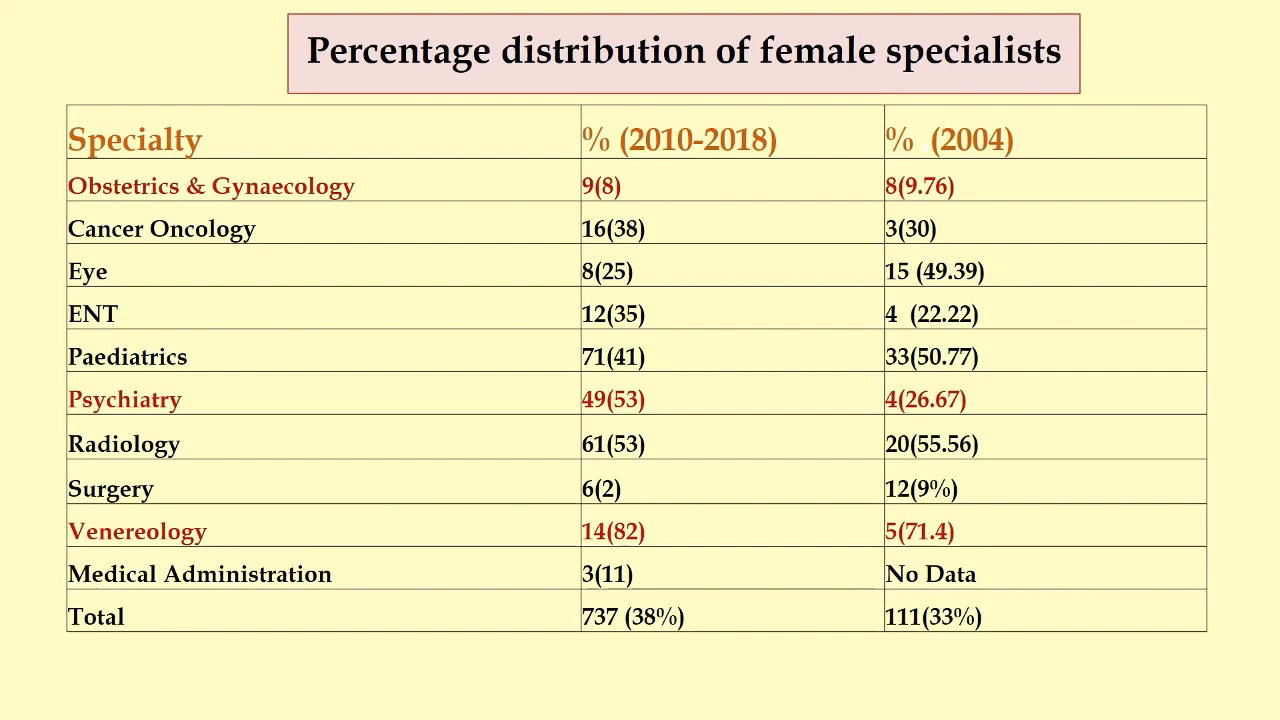 Percentage distribution of female specialists
Specialty % (2010-2018) % (2004)
Obstetrics & Gynaecology 9(8) 8(9.76)
Cancer Oncology 16(38) 3(30)
Eye 8(25) 15 (49.39)
ENT 12(35) 4 (22.22)
Paediatrics 71(41) 33(50.77)
Psychiatry 49(53) 4(26.67)
Radiology 61(53) 20(55.56)
Surgery 6(2) 12(9%)
Venereology 14(82) 5(71.4)
Medical Administration 3(11) No Data
Total 737 (38%) 111(33%)